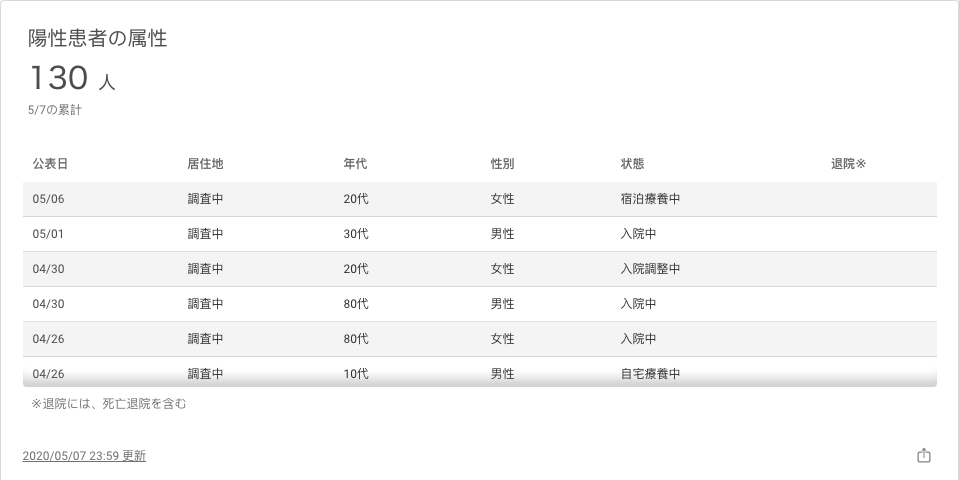 陽性患者の属性
130 人
5/7の累計
公表日 居住地 年代 性別 状態 退院※
05/06 調査中 20代 女性 宿泊療養中
05/01 調査中 30代 男性 入院中
04/30 調査中 20代 女性 入院調整中
04/30 調査中 80代 男性 入院中
04/26 調査中 80代 女性 入院中
04/26 調査中 10代 男性 自宅療養中
※退院には、死亡退院を含む
2020/05/07 23:59 更新